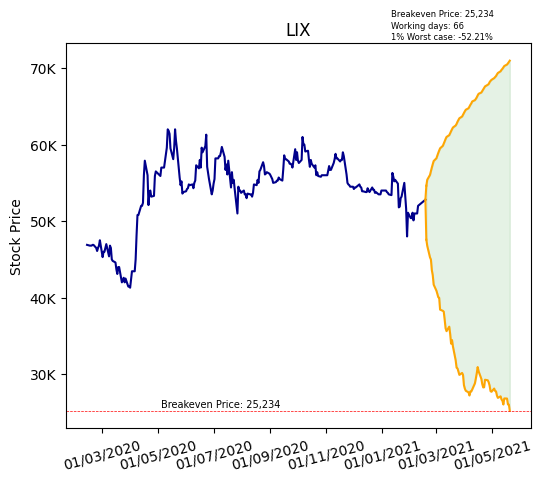 Breakeven Price: 25,234
Working days: 66
1% Worst case: -52.21%
LIX
Stock Price
70K
60K
50K
40K
30K
Breakeven Price: 25,234
01/03/2020
01/05/2020
01/07/2020
01/09/2020
01/11/2020
01/01/2021
01/03/2021
01/05/2021